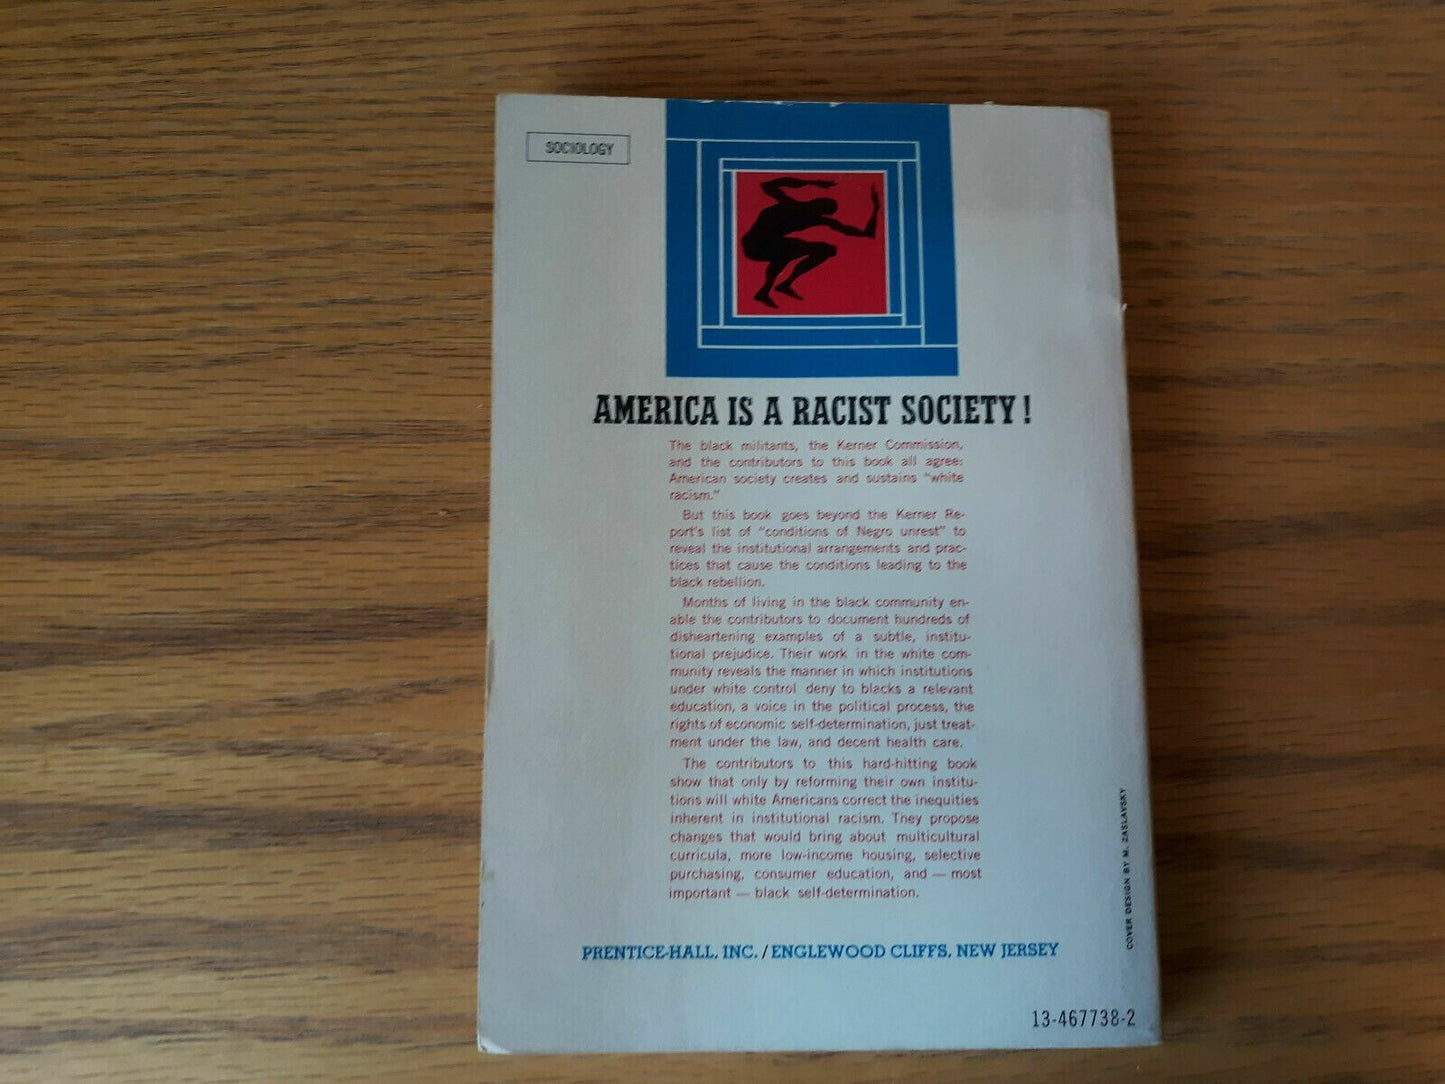 SOCIOLOGY
AMERICA IS A RACIST SOCIETY!
The black militants, the Kerner Commission,
and the contributors to this book all agree:
American society creates and sustains "white
racism."
But this book goes beyond the Kerner Re-
port's list of "conditions of Negro unrest" to
reveal the institutional arrangements and prac-
tices that cause the conditions leading to the
black rebellion.
Months of living in the black community en-
able the contributors to document hundreds of
disheartening examples of a subtle, institu-
tional prejudice. Their work in the white com-
munity reveals the manner in which institutions
under white control deny to blacks a relevant
education, a voice in the political process, the
rights of economic self-determination, just treat-
ment under the law, and decent health care.
The contributors to this hard-hitting book
show that only by reforming their own institu-
tions will white Americans correct the inequities
inherent in institutional racism. They propose
changes that would bring about multicultural
curricula, more low-income housing, selective
purchasing, consumer education, and — most
important — black self-determination.
COVER DESIGN BY M. ZASLAVSKY
PRENTICE-HALL, INC. / ENGLEWOOD CLIFFS, NEW JERSEY
13-467738-2